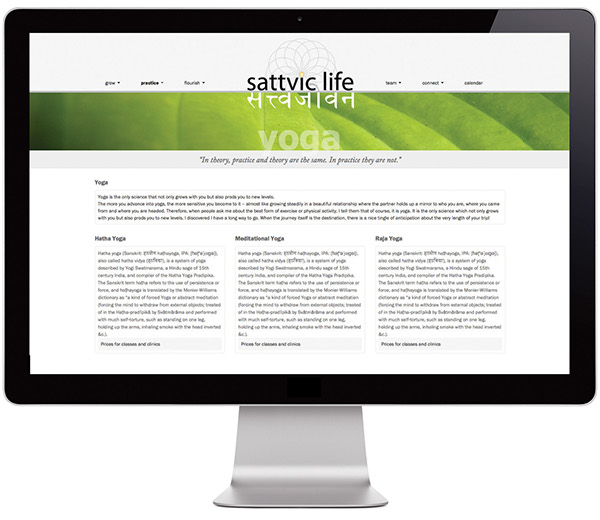 grow practice flourish team connect calendar
sattvic life
सत्त्वजीवन
yoga
"In theory, practice and theory are the same. In practice they are not."
Yoga
Yoga is the only science that not only grows with you but also prods you to new levels.
The more you advance into yoga, the more sensitive you become to it – almost like growing steadily in a beautiful relationship where the partner holds up a mirror to who you are, where you came
from and where you are headed. Therefore, when people ask me about the best form of exercise or physical activity, I tell them that of course, it is yoga. It is the only science which not only grows
with you but also prods you to new levels. I discovered I have a long way to go. When the journey itself is the destination, there is a nice tinge of anticipation about the very length of your trip!
Hatha Yoga
Hatha yoga (Sanskrit:
also called hatha vidya is a system of yoga
described by Yogi Swatmarama, a Hindu sage of 15th
century India, and compiler of the Hatha Yoga Pradipika.
The Sanskrit term haṭha refers to the use of persistence or
force, and haṭhayoga is translated by the Monier-Williams
dictionary as "a kind of forced Yoga or abstract meditation
(forcing the mind to withdraw from external objects; treated
of in the Haṭha-pradīpikā by Svātmārāma and performed
with much self-torture, such as standing on one leg,
holding up the arms, inhaling smoke with the head inverted
&c.).
Prices for classes and clinics
Meditational Yoga
Hatha yoga (Sanskrit:
also called hatha vidya is a system of yoga
described by Yogi Swatmarama, a Hindu sage of 15th
century India, and compiler of the Hatha Yoga Pradipika.
The Sanskrit term haṭha refers to the use of persistence or
force, and haṭhayoga is translated by the Monier-Williams
dictionary as "a kind of forced Yoga or abstract meditation
(forcing the mind to withdraw from external objects; treated
of in the Haṭha-pradīpikā by Svātmārāma and performed
with much self-torture, such as standing on one leg,
holding up the arms, inhaling smoke with the head inverted
&c.).
Prices for classes and clinics
Raja Yoga
Hatha yoga (Sanskrit:
also called hatha vidya is a system of yoga
described by Yogi Swatmarama, a Hindu sage of 15th
century India, and compiler of the Hatha Yoga Pradipika.
The Sanskrit term haṭha refers to the use of persistence or
force, and haṭhayoga is translated by the Monier-Williams
dictionary as "a kind of forced Yoga or abstract meditation
(forcing the mind to withdraw from external objects; treated
of in the Haṭha-pradīpikā by Svātmārāma and performed
with much self-torture, such as standing on one leg,
holding up the arms, inhaling smoke with the head inverted
&c.).
Prices for classes and clinics